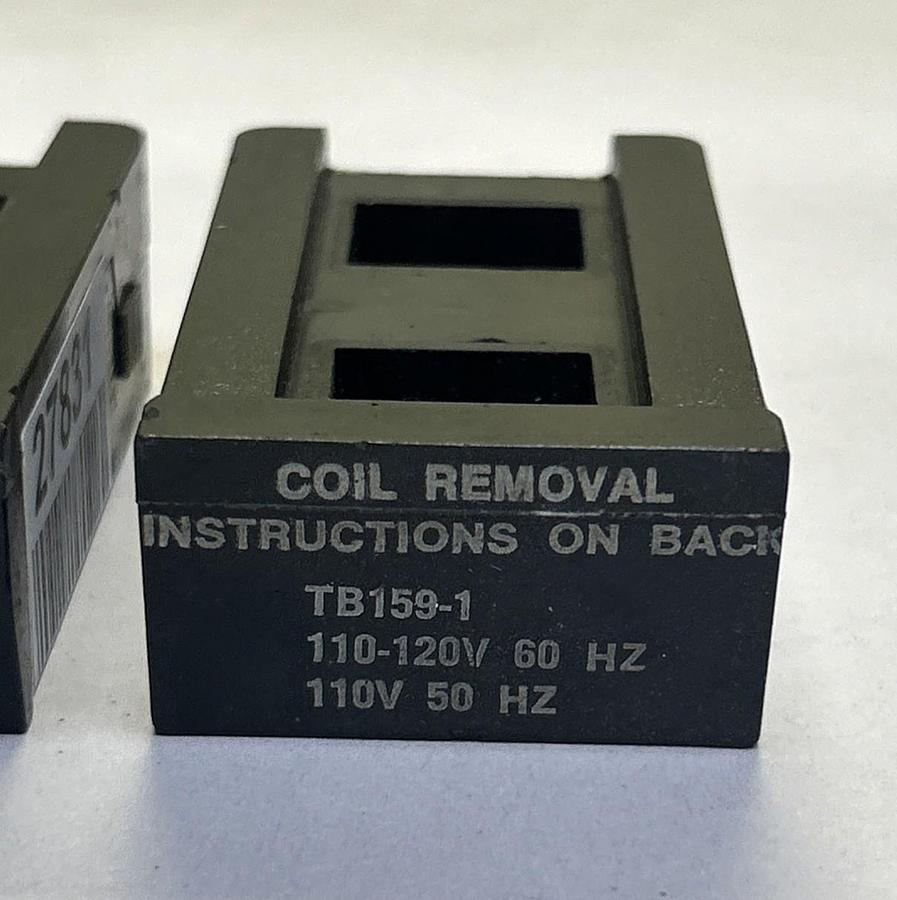 27831
COIL REMOVAL
INSTRUCTIONS ON BACK
TB159-1
110-120V 60 HZ
110V 50 HZ